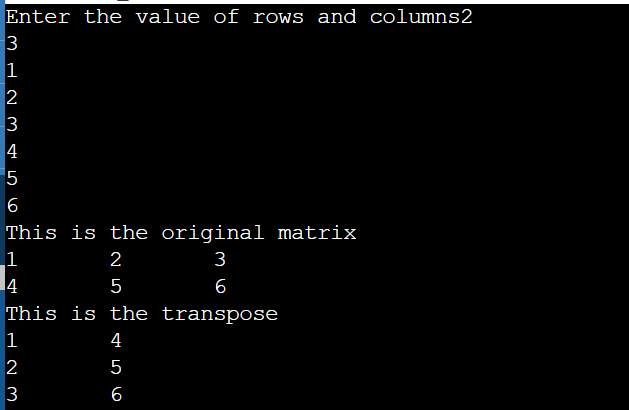 Enter the value of rows and columns2
3
1
2
3
4
5
6
This is the original matrix
1 2 3
4 5 6
This is the transpose
1 4
2 5
3 6